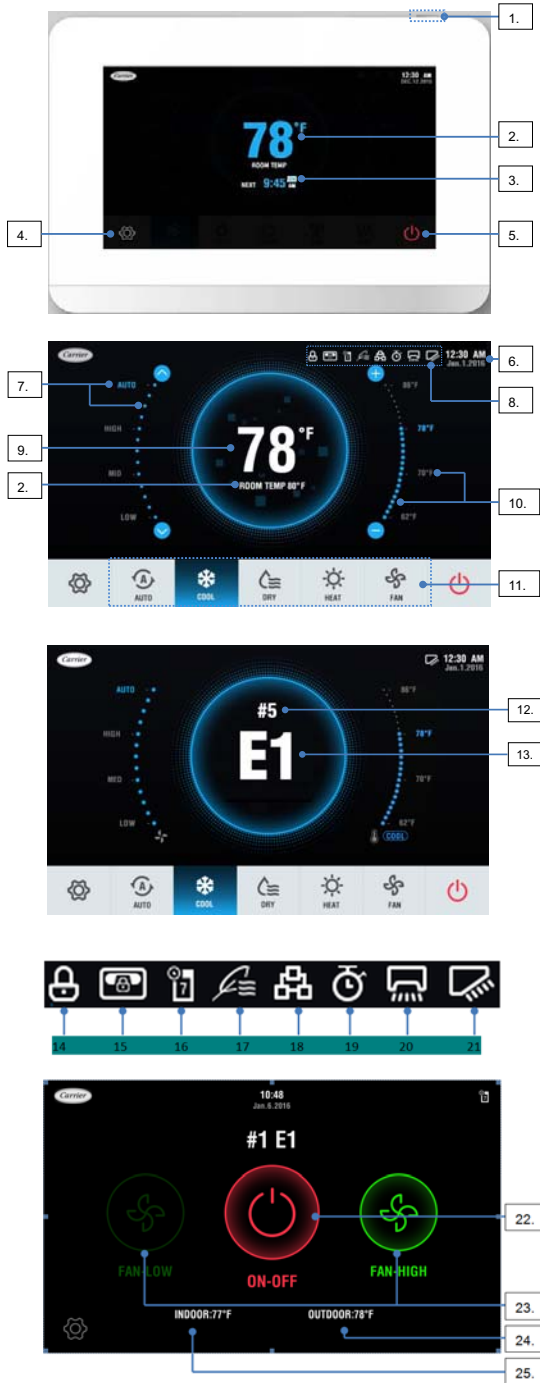 1.
Carrier
12:30 AM
DEC.12 2016
78°F
2.
ROOM TEMP
NEXT 9:45
3.
4.
5.
Carrier
12:30 AM
6.
Jan.1.2016
8.
7.
AUTO
86°F
HIGH
78°F
9.
78°F
MID
70°F
2.
ROOM TEMP 80°F
10.
LOW
62°F
A
11.
AUTO
COOL
DRY
HEAT
FAN
Carrier
12:30 AM
Jan.1.2016
AUTO
86°F
#5
12.
HIGH
78°F
E1
13.
MED
70°F
LOW
62°F
COOL
A
AUTO
COOL
DRY
HEAT
FAN
7
14 15 16 17 18 19 20 21
Carrier
10:48
Jan.6.2016
#1 E1
22.
FAN-LOW
ON-OFF
FAN-HIGH
23.
INDOOR:77°F
OUTDOOR:78°F
24.
25.